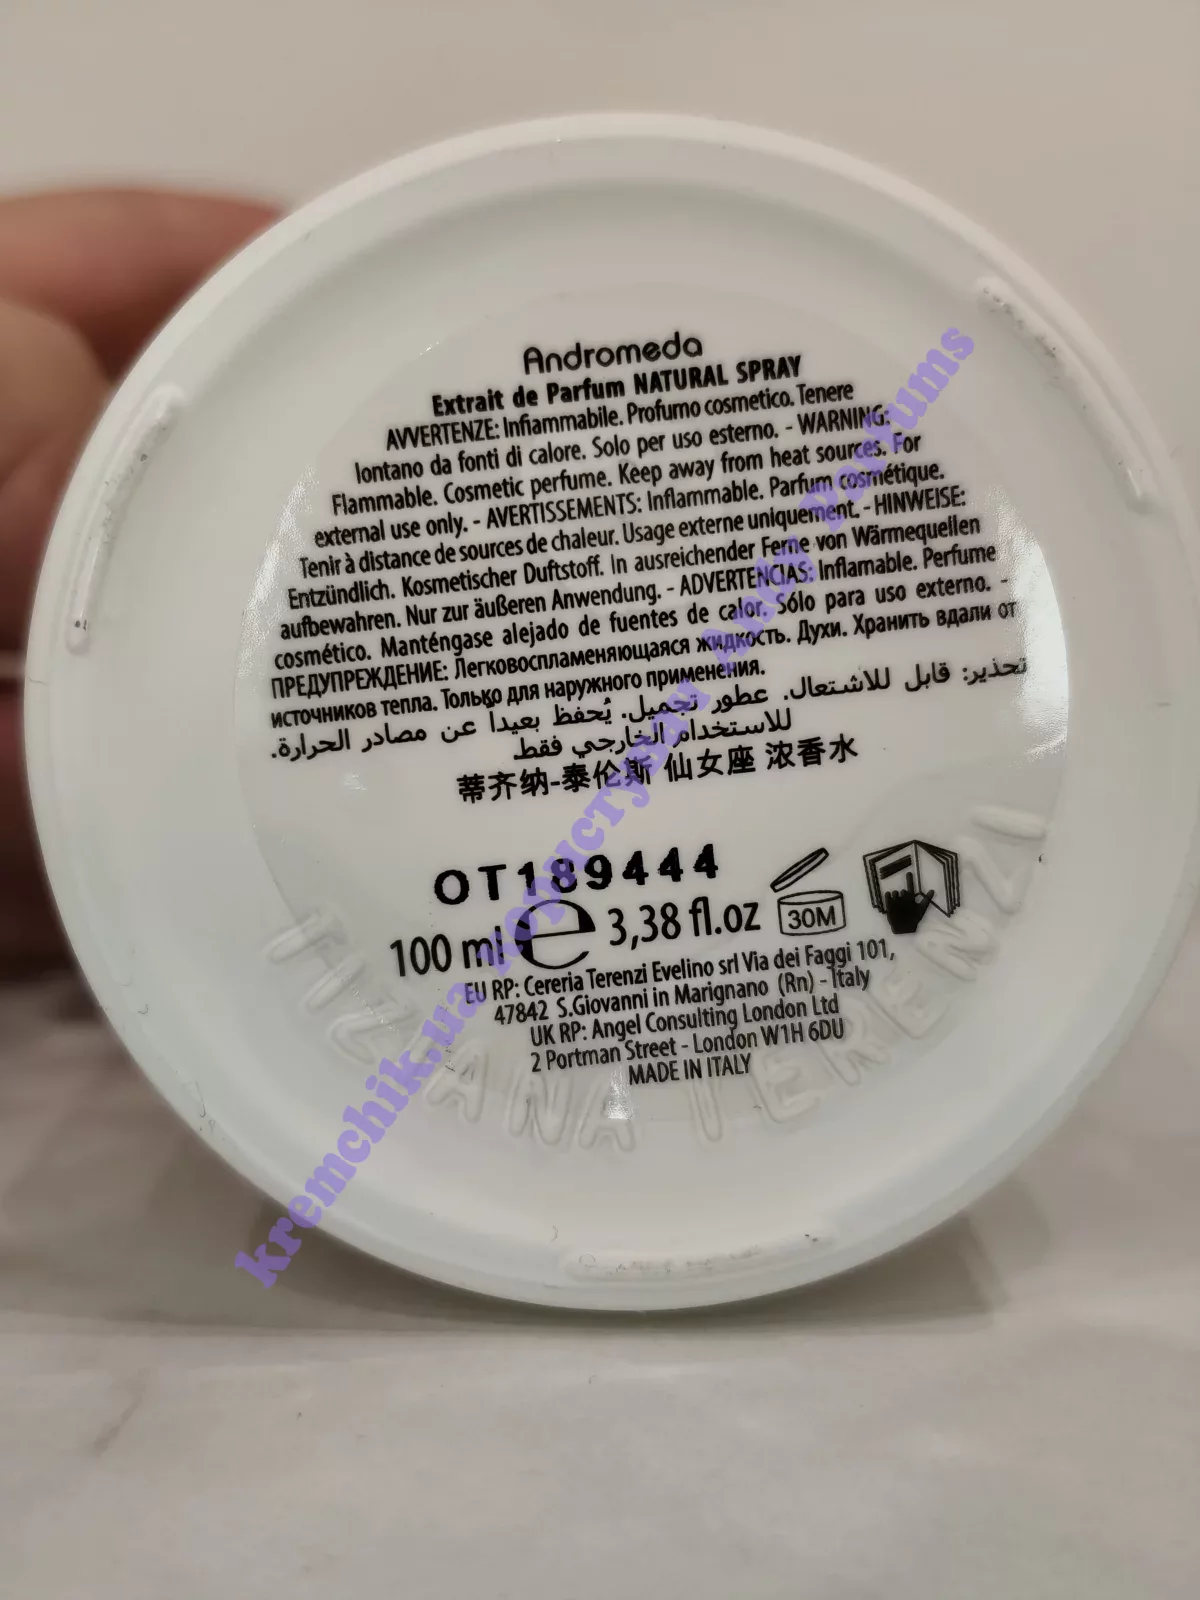 Andromeda
Extrait de Parfum NATURAL SPRAY
AVVERTENZE: Infiammabile. Profumo cosmetico. Tenere
lontano da fonti di calore. Solo per uso esterno. - WARNING:
Flammable. Cosmetic perfume. Keep away from heat sources. For
external use only. - AVERTISSEMENTS: Inflammable. Parfum cosmétique.
Tenir à distance de sources de chaleur. Usage externe uniquement. - HINWEISE:
Entzündlich. Kosmetischer Duftstoff. In ausreichender Ferne von Wärmequellen
aufbewahren. Nur zur äußeren Anwendung. - ADVERTENCIAS: Inflamable. Perfume
cosmético. Manténgase alejado de fuentes de calor. Sólo para uso externo. -
ПРЕДУПРЕЖДЕНИЕ: Легковоспламеняющаяся жидкость. Духи. Хранить вдали от
источников тепла. Только для наружного применения.
تحذير: قابل للاشتعال. عطور تجميل. يُحفظ بعيداً عن مصادر الحرارة.
للاستخدام الخارجي فقط
蒂齐纳-泰伦斯 仙女座 浓香水
OT189444
100 ml e 3,38 fl.oz 30M
EU RP: Cereria Terenzi Evelino srl Via dei Faggi 101,
47842 S.Giovanni in Marignano (Rn) - Italy
UK RP: Angel Consulting London Ltd
2 Portman Street - London W1H 6DU
MADE IN ITALY
TIZIANA TERENZI
kremchik.ua користувач Andy Parfums